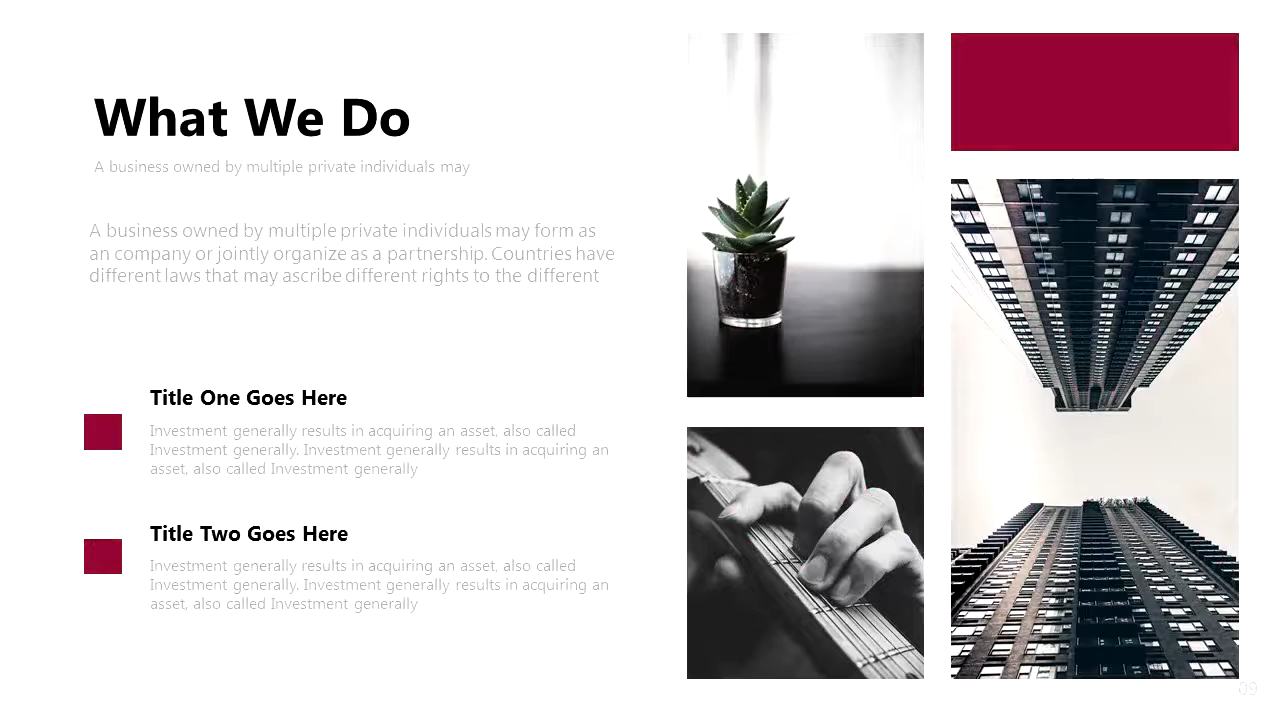 What We Do
A business owned by multiple private individuals may
A business owned by multiple private individuals may form as
an company or jointly organize as a partnership. Countries have
different laws that may ascribe different rights to the different
Title One Goes Here
Investment generally results in acquiring an asset, also called
Investment generally. Investment generally results in acquiring an
asset, also called Investment generally
Title Two Goes Here
Investment generally results in acquiring an asset, also called
Investment generally. Investment generally results in acquiring an
asset, also called Investment generally
09